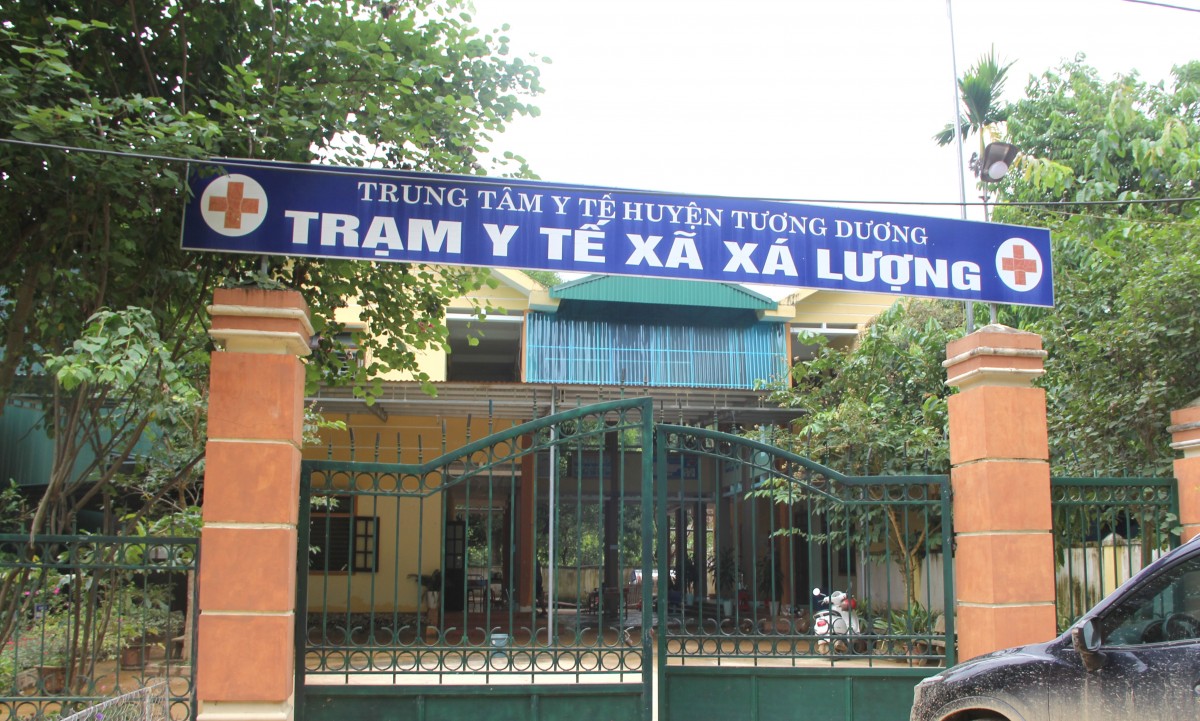 TRUNG TÂM Y TẾ HUYỆN TƯƠNG DƯƠNG
TRẠM Y TẾ XÃ XÁ LƯỢNG